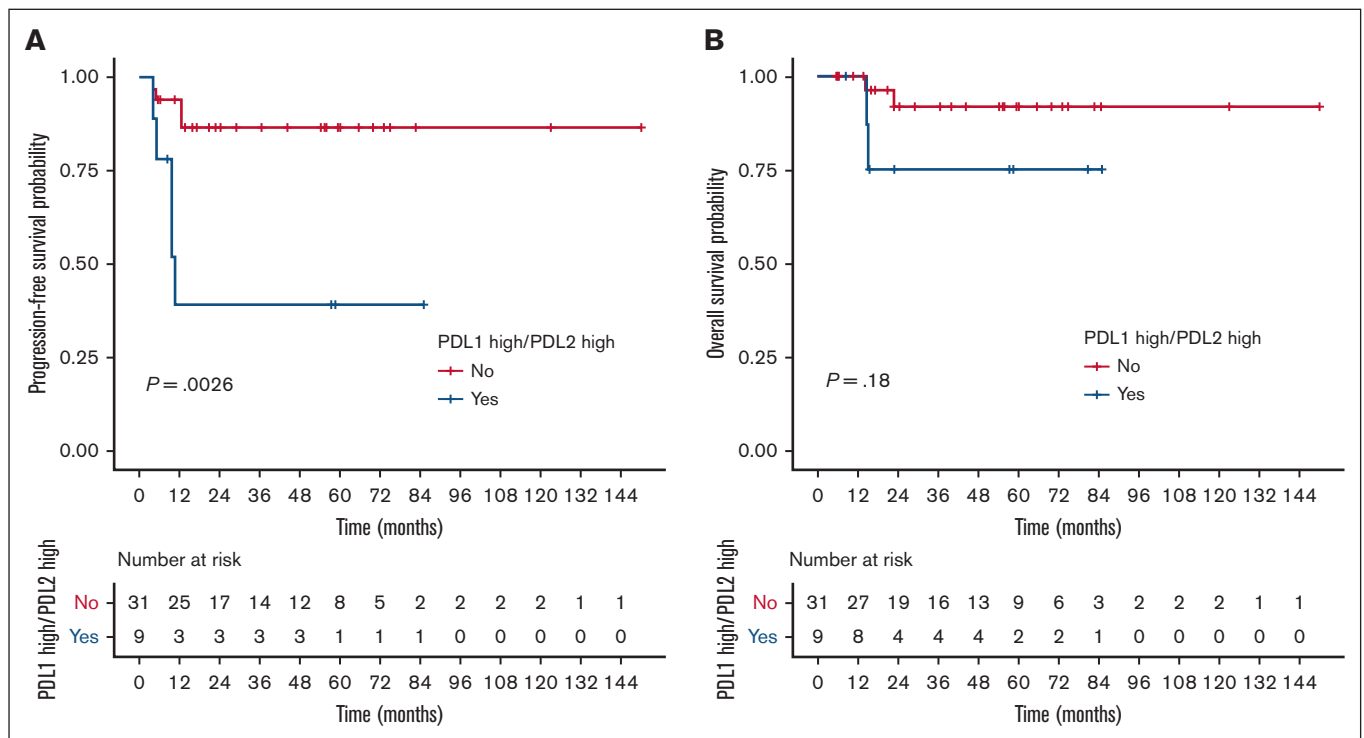 A
1.00
0.75
0.50
0.25
0.00
Progression-free survival probability
P = .0026
PDL1 high/PDL2 high
No
Yes
0 12 24 36 48 60 72 84 96 108 120 132 144
Time (months)
Number at risk
PDL1 high/PDL2 high
No 31 25 17 14 12 8 5 2 2 2 2 1 1
Yes 9 3 3 3 3 1 1 1 0 0 0 0 0
0 12 24 36 48 60 72 84 96 108 120 132 144
Time (months)
B
1.00
0.75
0.50
0.25
0.00
Overall survival probability
P = .18
PDL1 high/PDL2 high
No
Yes
0 12 24 36 48 60 72 84 96 108 120 132 144
Time (months)
Number at risk
PDL1 high/PDL2 high
No 31 27 19 16 13 9 6 3 2 2 2 1 1
Yes 9 8 4 4 4 2 2 1 0 0 0 0 0
0 12 24 36 48 60 72 84 96 108 120 132 144
Time (months)